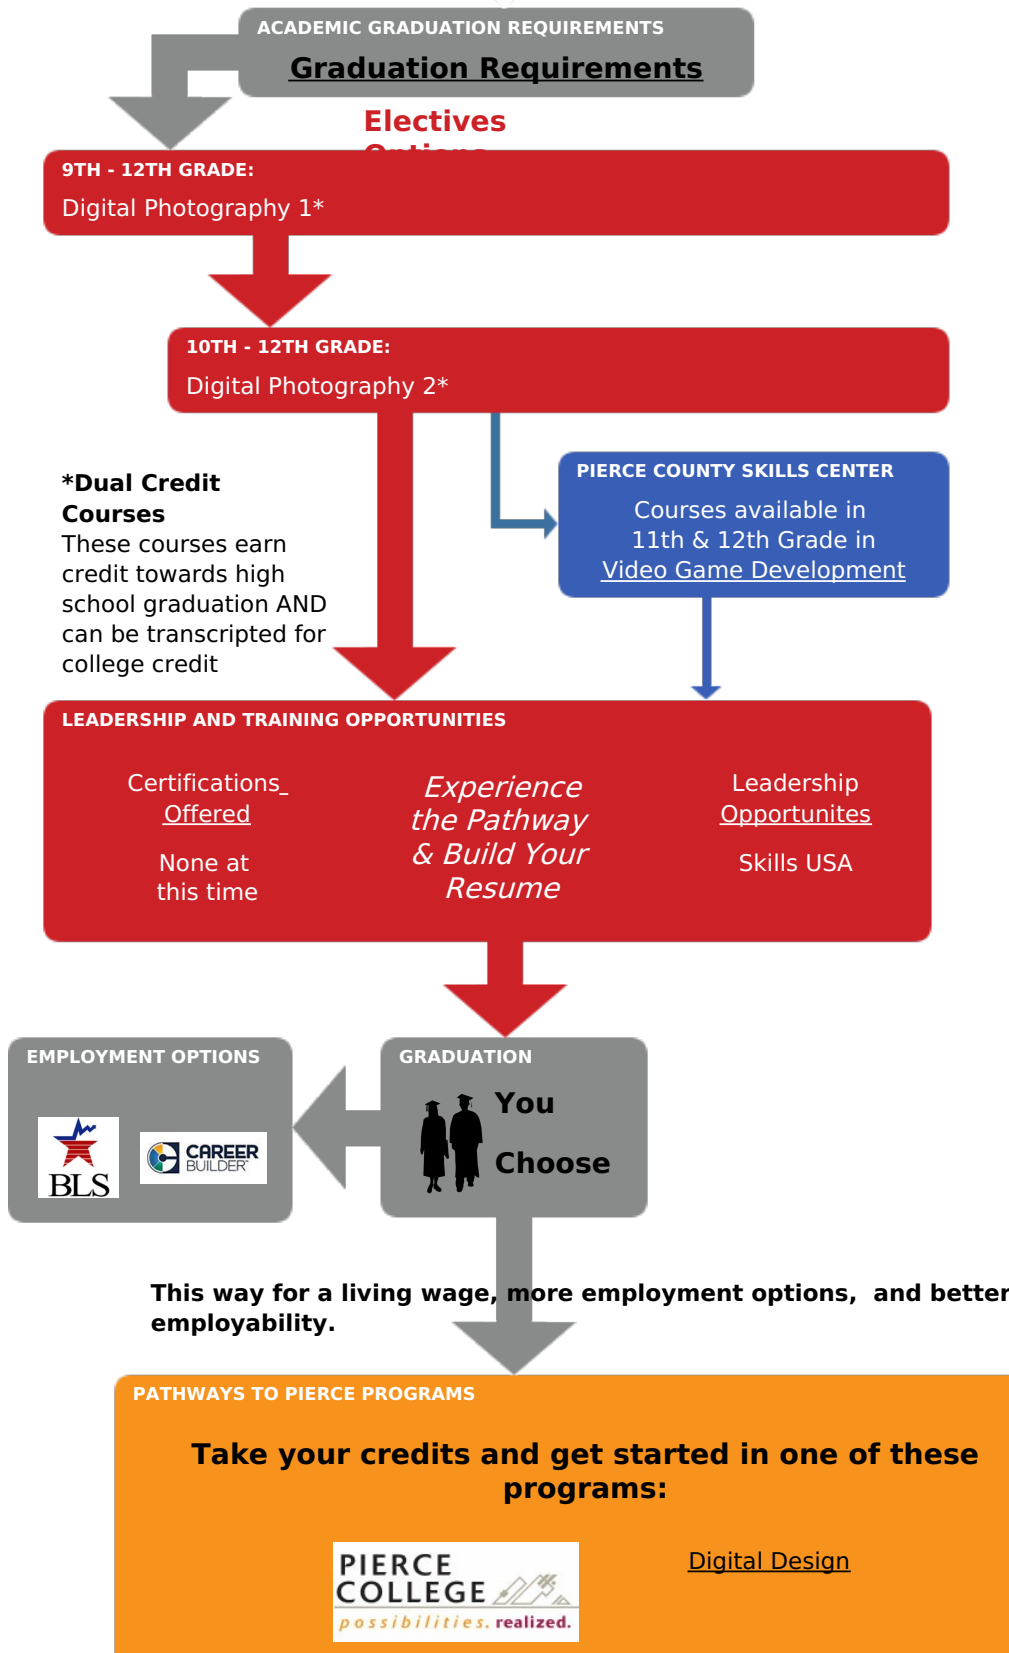 ACADEMIC GRADUATION REQUIREMENTS
Graduation Requirements
Electives
Options
9TH - 12TH GRADE:
Digital Photography 1*
10TH - 12TH GRADE:
Digital Photography 2*
*Dual Credit
Courses
These courses earn
credit towards high
school graduation AND
can be transcripted for
college credit
PIERCE COUNTY SKILLS CENTER
Courses available in
11th & 12th Grade in
Video Game Development
LEADERSHIP AND TRAINING OPPORTUNITIES
Certifications
Offered
None at
this time
Experience
the Pathway
& Build Your
Resume
Leadership
Opportunites
Skills USA
EMPLOYMENT OPTIONS
BLS
CAREER
BUILDER
GRADUATION
You
Choose
This way for a living wage, more employment options,  and better
employability.
PATHWAYS TO PIERCE PROGRAMS
Take your credits and get started in one of these
programs:
PIERCE
COLLEGE
possibilities. realized.
Digital Design